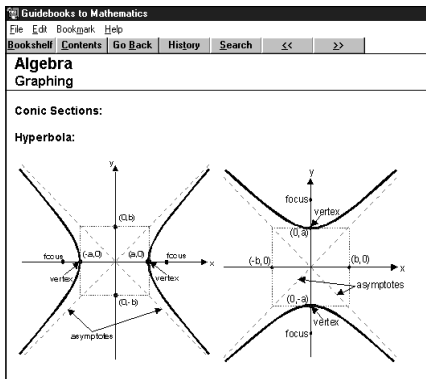 Guidebooks to Mathematics
File Edit Bookmark Help
Bookshelf Contents Go Back History Search << >>
Algebra
Graphing
Conic Sections:
Hyperbola:
y
(0,b)
(-a,0) (a,0)
focus focus
x
vertex vertex
(0,-b)
asymptotes
y
focus
vertex
(0,a)
(-b,0) (b,0)
x
asymptotes
(0,-a)
vertex
focus